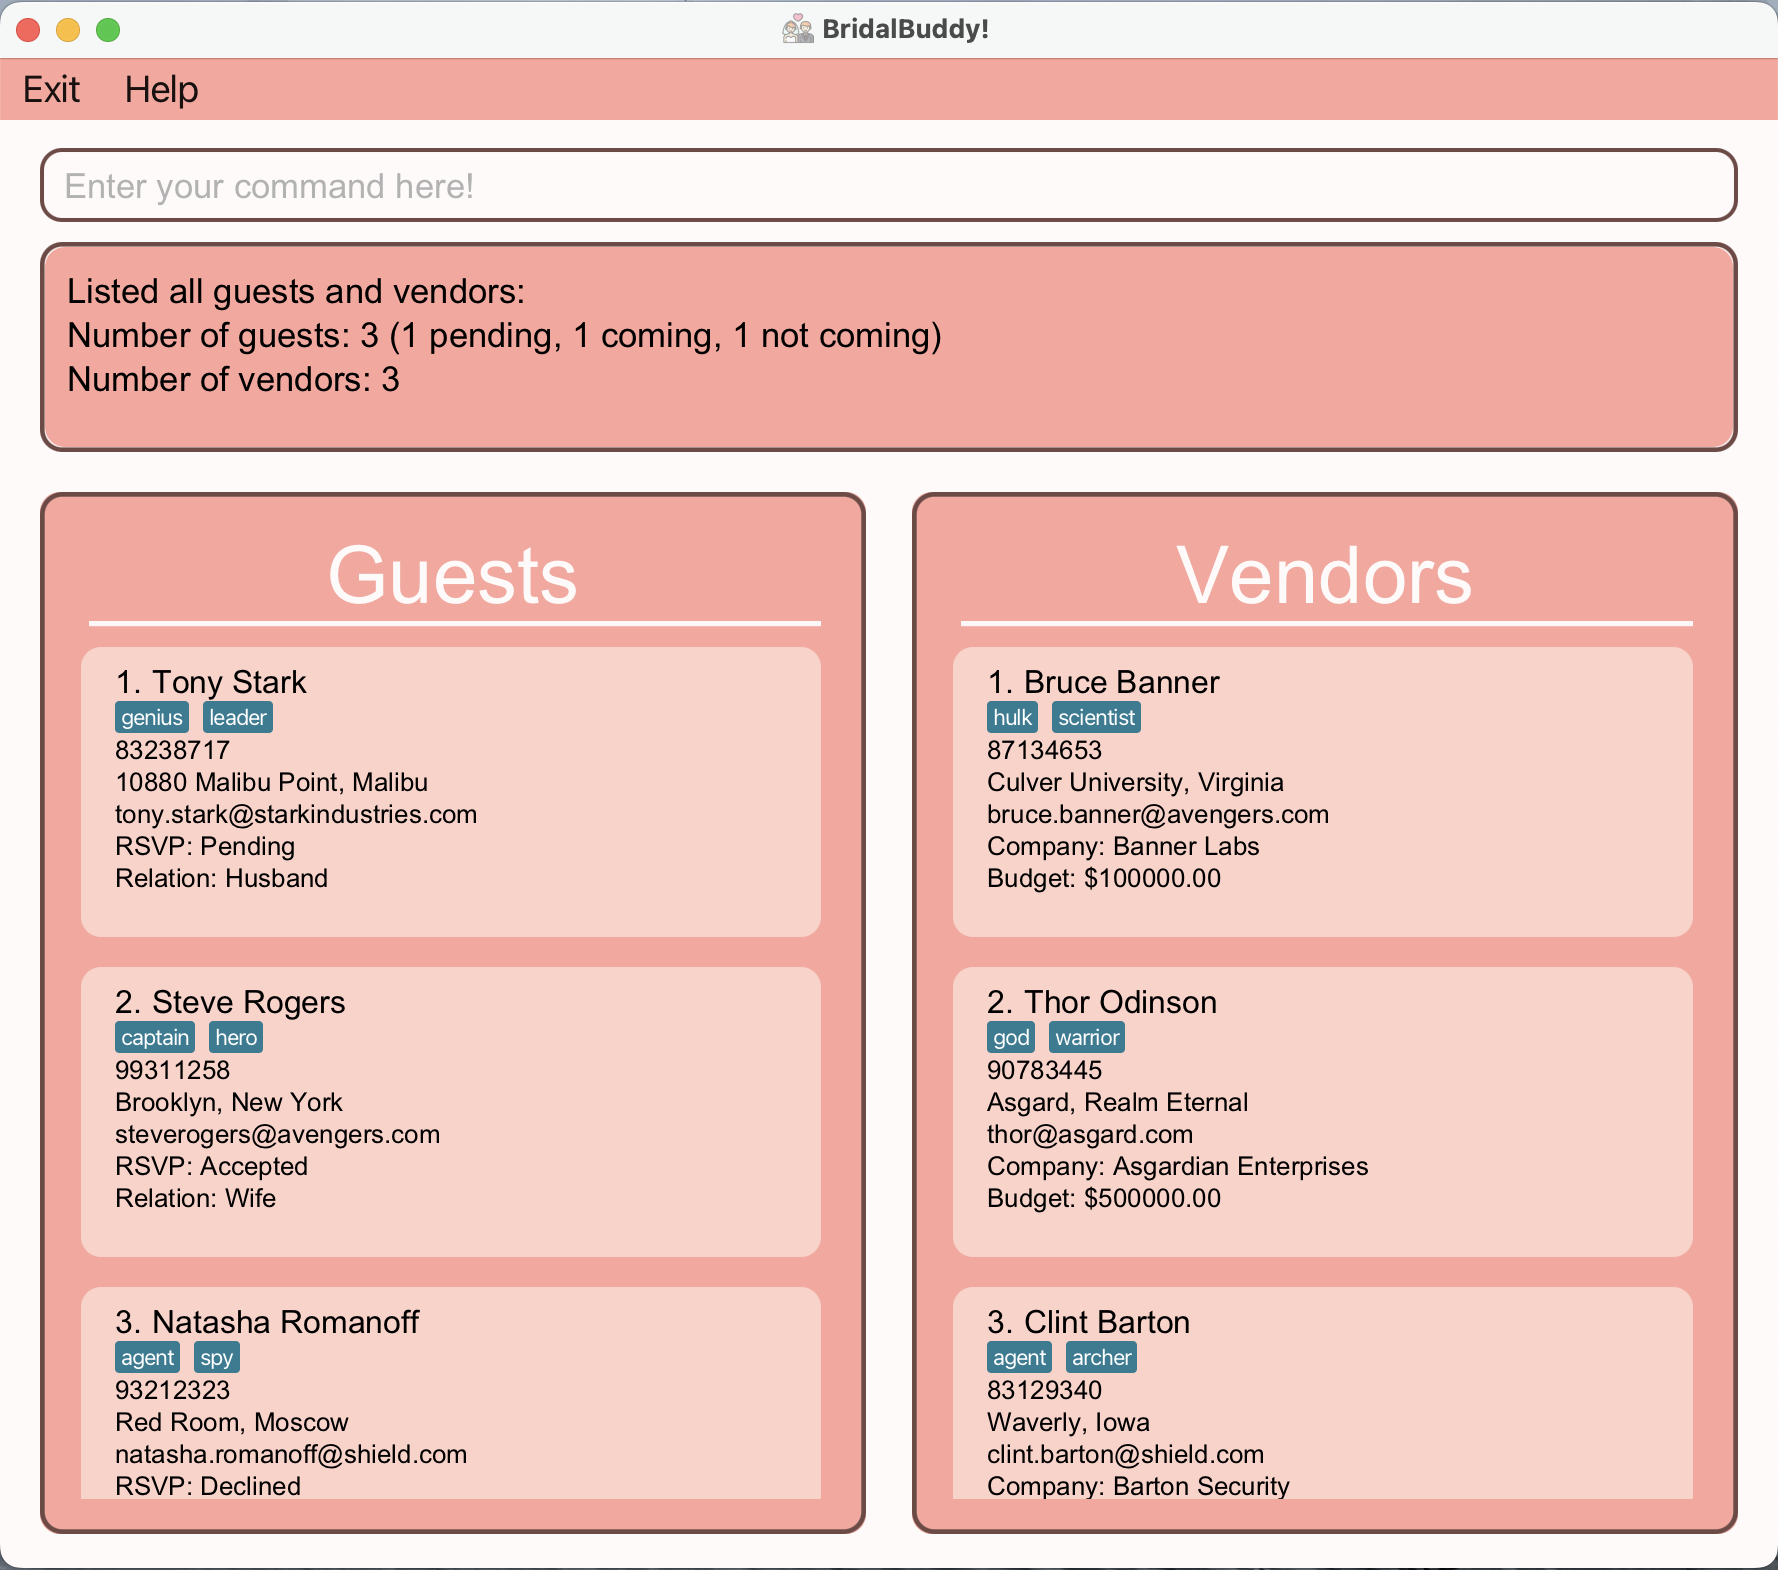 BridalBuddy!
Exit Help
Enter your command here!
Listed all guests and vendors:
Number of guests: 3 (1 pending, 1 coming, 1 not coming)
Number of vendors: 3
Guests
1. Tony Stark
genius leader
83238717
10880 Malibu Point, Malibu
tony.stark@starkindustries.com
RSVP: Pending
Relation: Husband
2. Steve Rogers
captain hero
99311258
Brooklyn, New York
steverogers@avengers.com
RSVP: Accepted
Relation: Wife
3. Natasha Romanoff
agent spy
93212323
Red Room, Moscow
natasha.romanoff@shield.com
RSVP: Declined
Vendors
1. Bruce Banner
hulk scientist
87134653
Culver University, Virginia
bruce.banner@avengers.com
Company: Banner Labs
Budget: $100000.00
2. Thor Odinson
god warrior
90783445
Asgard, Realm Eternal
thor@asgard.com
Company: Asgardian Enterprises
Budget: $500000.00
3. Clint Barton
agent archer
83129340
Waverly, Iowa
clint.barton@shield.com
Company: Barton Security